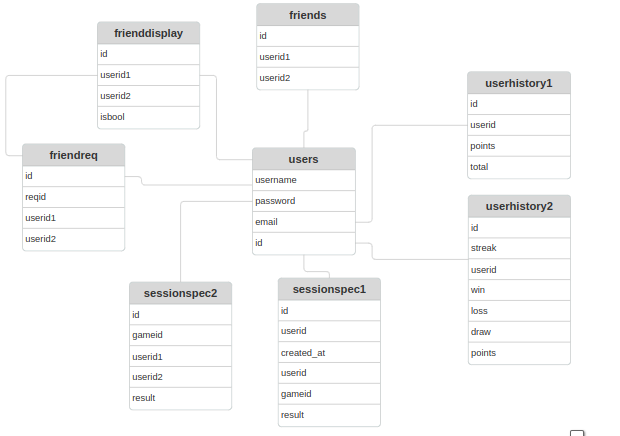 friends
id
userid1
userid2
frienddisplay
id
userid1
userid2
isbool
userhistory1
id
userid
points
total
friendreq
id
reqid
userid1
userid2
users
username
password
email
id
userhistory2
id
streak
userid
win
loss
draw
points
sessionspec2
id
gameid
userid1
userid2
result
sessionspec1
id
userid
created_at
userid
gameid
result